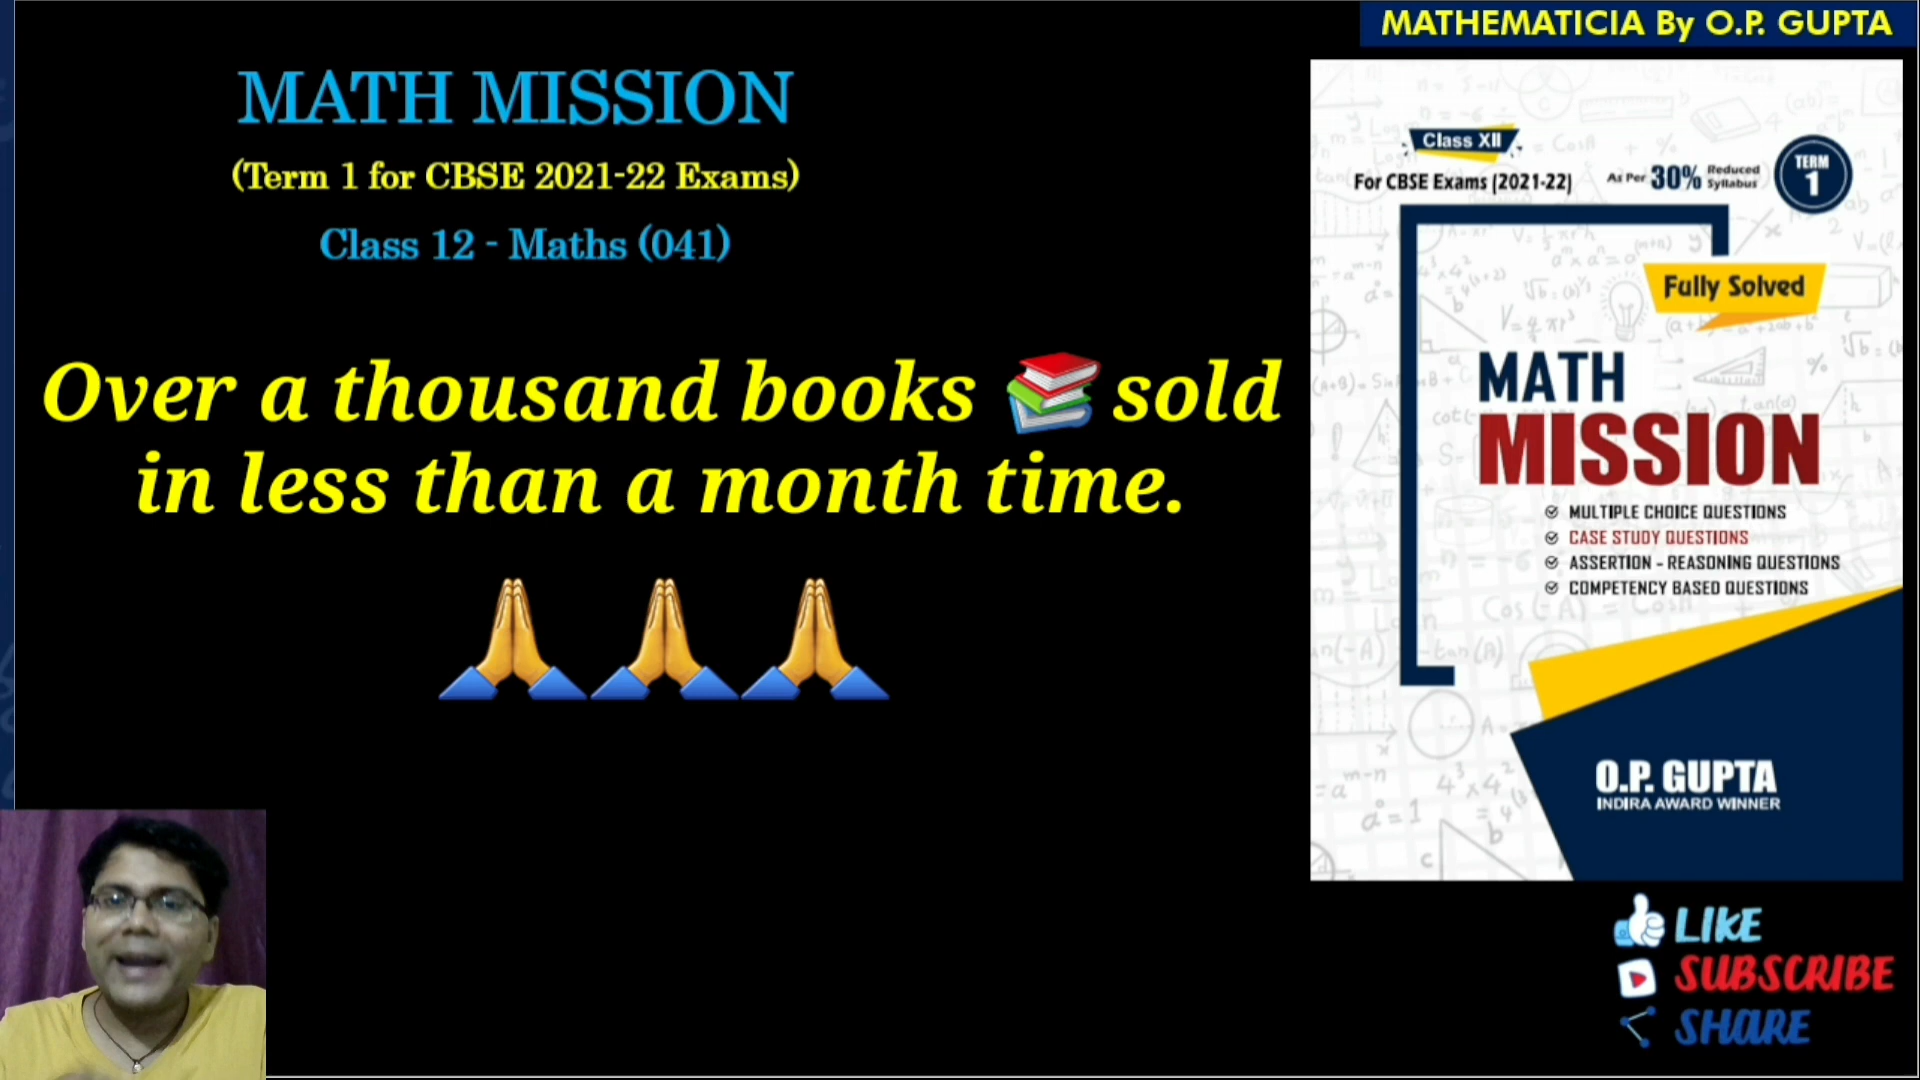 MATHEMATICIA By O.P. GUPTA
MATH MISSION
(Term 1 for CBSE 2021-22 Exams)
Class 12 - Maths (041)
Over a thousand books 📚 sold
in less than a month time.
🙏🙏🙏
Class XII
For CBSE Exams (2021-22)
As Per 30% Reduced Syllabus
TERM
1
Fully Solved
MATH
MISSION
MULTIPLE CHOICE QUESTIONS
CASE STUDY QUESTIONS
ASSERTION - REASONING QUESTIONS
COMPETENCY BASED QUESTIONS
O.P. GUPTA
INDIRA AWARD WINNER
LIKE
SUBSCRIBE
SHARE